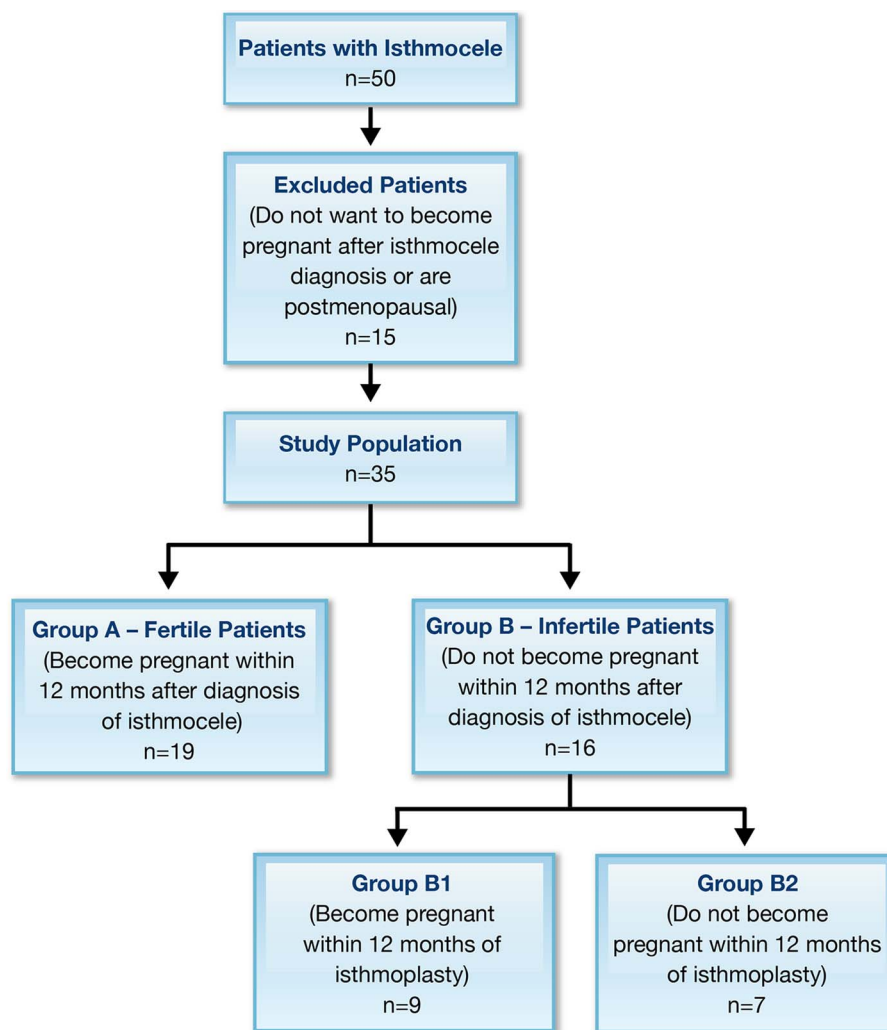 Patients with Isthmocele
n=50
Excluded Patients
(Do not want to become
pregnant after isthmocele
diagnosis or are
postmenopausal)
n=15
Study Population
n=35
Group A – Fertile Patients
(Become pregnant within
12 months after diagnosis
of isthmocele)
n=19
Group B – Infertile Patients
(Do not become pregnant
within 12 months after
diagnosis of isthmocele)
n=16
Group B1
(Become pregnant
within 12 months of
isthmoplasty)
n=9
Group B2
(Do not become
pregnant within 12 months
of isthmoplasty)
n=7